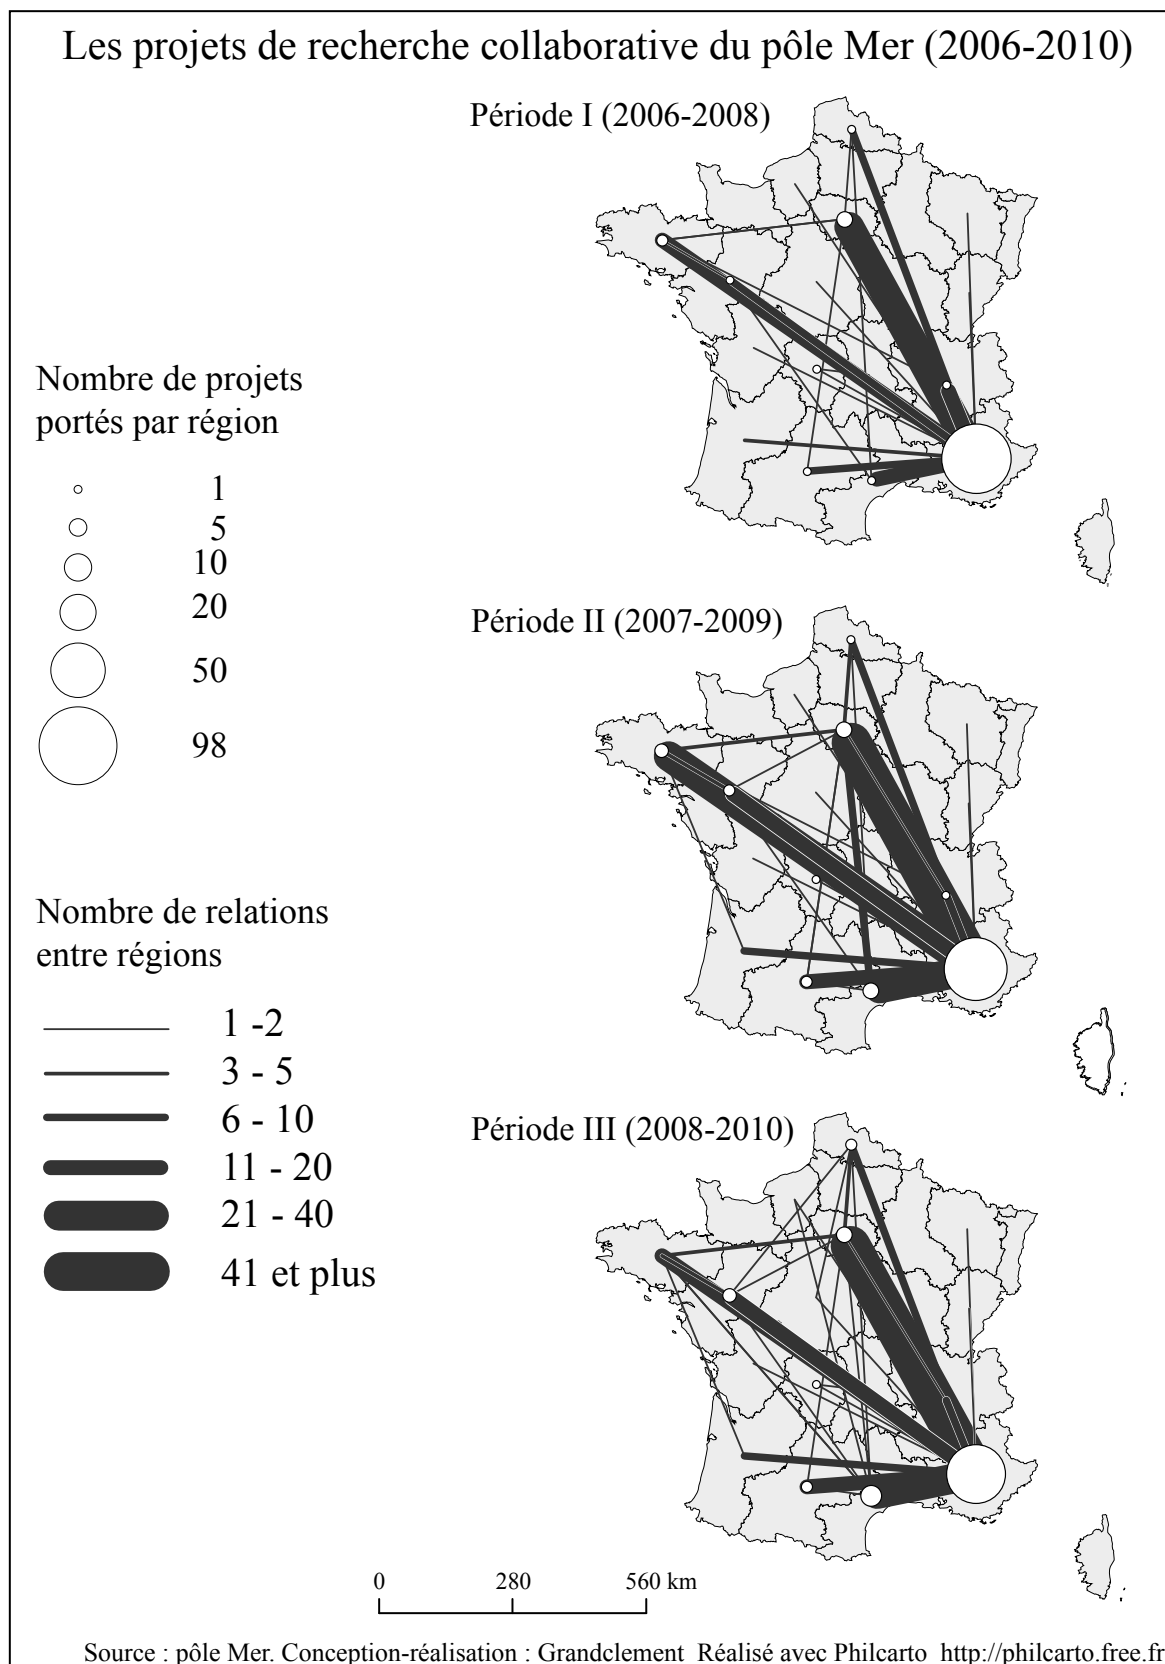 Les projets de recherche collaborative du pôle Mer (2006-2010)
Période I (2006-2008)
Nombre de projets
portés par région
1
5
10
20
50
98
Période II (2007-2009)
Nombre de relations
entre régions
1 -2
3 - 5
6 - 10
11 - 20
21 - 40
41 et plus
Période III (2008-2010)
0 280 560 km
Source : pôle Mer. Conception-réalisation : Grandclement Réalisé avec Philcarto http://philcarto.free.fr